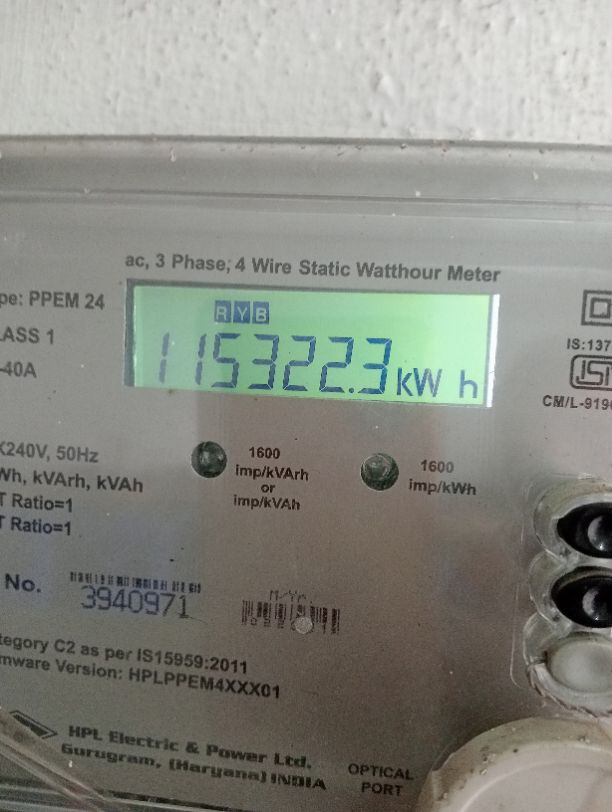 ac, 3 Phase, 4 Wire Static Watthour Meter
pe: PPEM 24
LASS 1
-40A
RYB
115322.3 kW h
IS:137
ISI
CM/L-9190
X240V, 50Hz
Wh, kVArh, kVAh
T Ratio=1
T Ratio=1
1600
imp/kVArh
or
imp/kVAh
1600
imp/kWh
No.
3940971
M/Yr.
tegory C2 as per IS15959:2011
mware Version: HPLPPEM4XXX01
HPL Electric & Power Ltd.
Gurugram, (Haryana) INDIA
OPTICAL
PORT